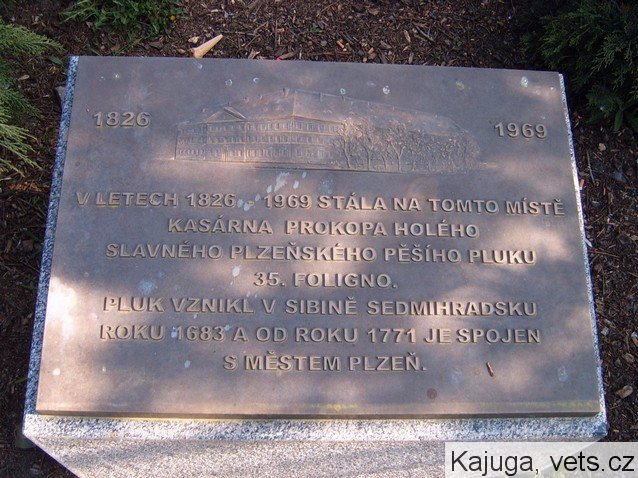 1826
1969
V LETECH 1826 - 1969 STÁLA NA TOMTO MÍSTĚ
KASÁRNA PROKOPA HOLÉHO
SLAVNÉHO PLZEŇSKÉHO PĚŠÍHO PLUKU
35. FOLIGNO.
PLUK VZNIKL V SIBINĚ SEDMIHRADSKU
ROKU 1683 A OD ROKU 1771 JE SPOJEN
S MĚSTEM PLZEŇ.
Kajuga, vets.cz